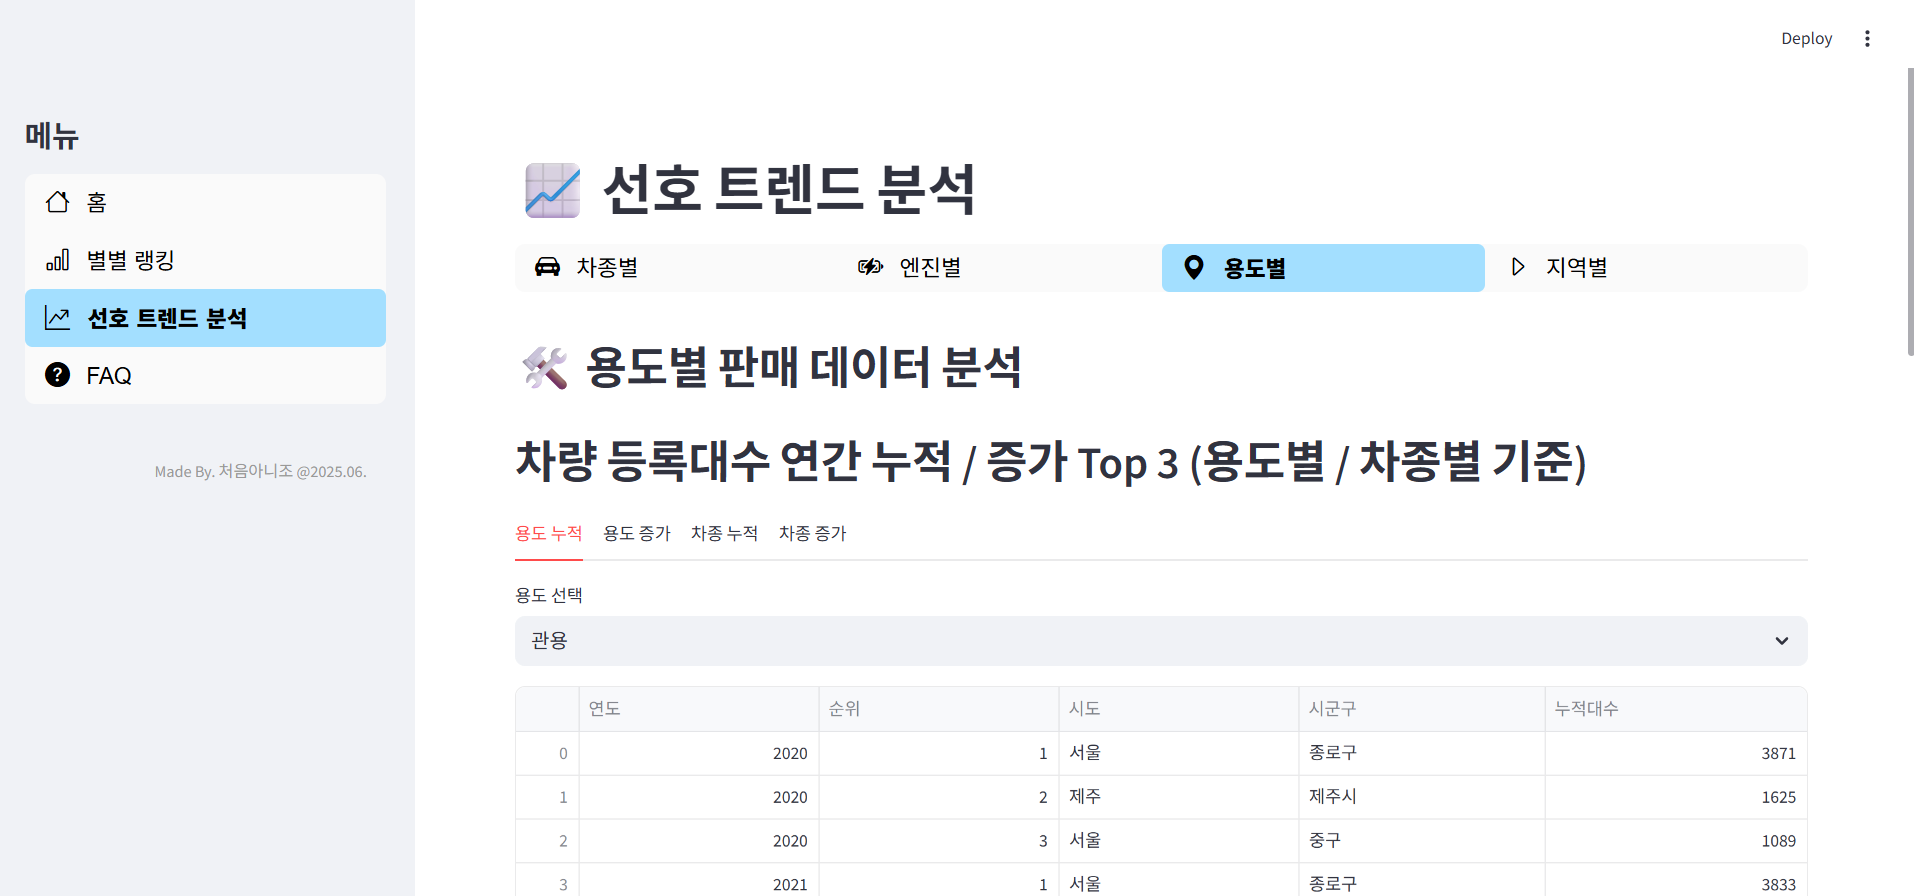 Deploy
메뉴
홈
별별 랭킹
선호 트렌드 분석
FAQ
Made By. 처음아니조 @2025.06.
선호 트렌드 분석
차종별 엔진별 용도별 지역별
용도별 판매 데이터 분석
차량 등록대수 연간 누적 / 증가 Top 3 (용도별 / 차종별 기준)
용도 누적 용도 증가 차종 누적 차종 증가
용도 선택
관용
연도 순위 시도 시군구 누적대수
0 2020 1 서울 종로구 3871
1 2020 2 제주 제주시 1625
2 2020 3 서울 중구 1089
3 2021 1 서울 종로구 3833